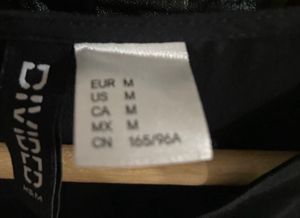 DIVIDED
H&M
EUR M
US M
CA M
MX M
CN 165/96A